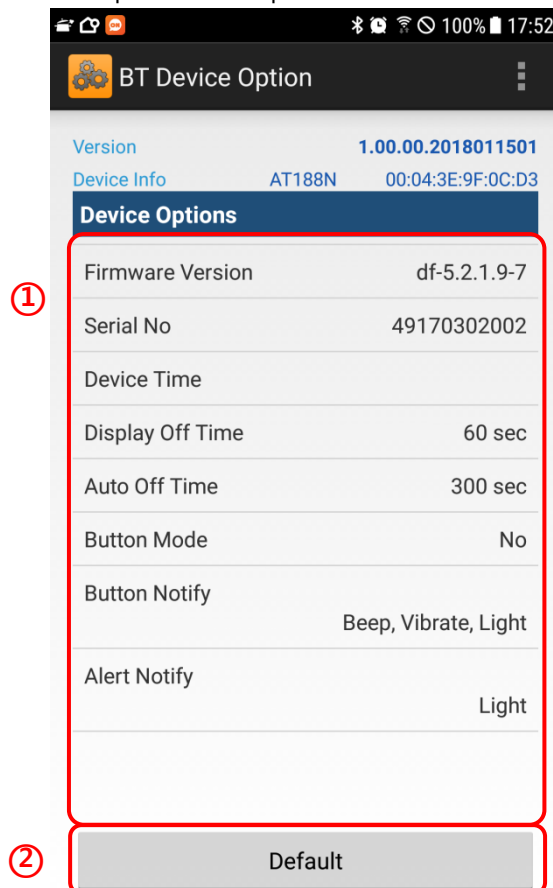 100% 17:52
BT Device Option
Version 1.00.00.2018011501
Device Info AT188N 00:04:3E:9F:0C:D3
Device Options
①
Firmware Version df-5.2.1.9-7
Serial No 49170302002
Device Time
Display Off Time 60 sec
Auto Off Time 300 sec
Button Mode No
Button Notify
Beep, Vibrate, Light
Alert Notify
Light
② Default